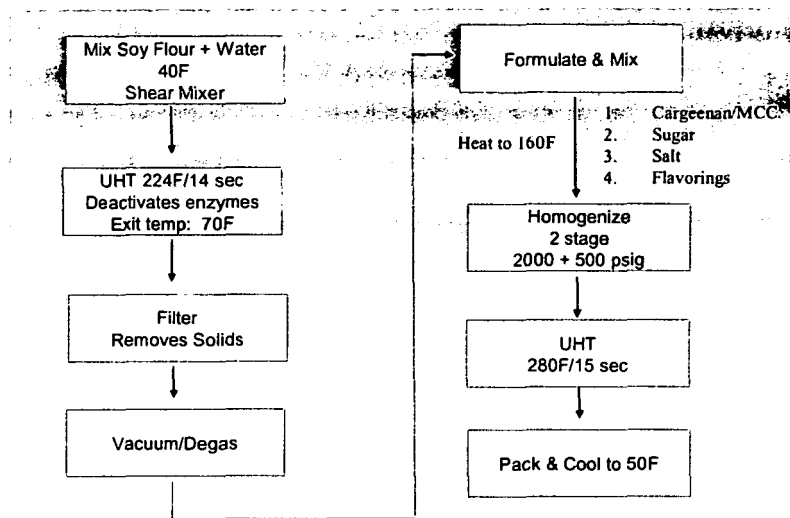 Mix Soy Flour + Water
40F
Shear Mixer
UHT 224F/14 sec
Deactivates enzymes
Exit temp: 70F
Filter
Removes Solids
Vacuum/Degas
Formulate & Mix
Heat to 160F
1. Cargeenan/MCC
2. Sugar
3. Salt
4. Flavorings
Homogenize
2 stage
2000 + 500 psig
UHT
280F/15 sec
Pack & Cool to 50F